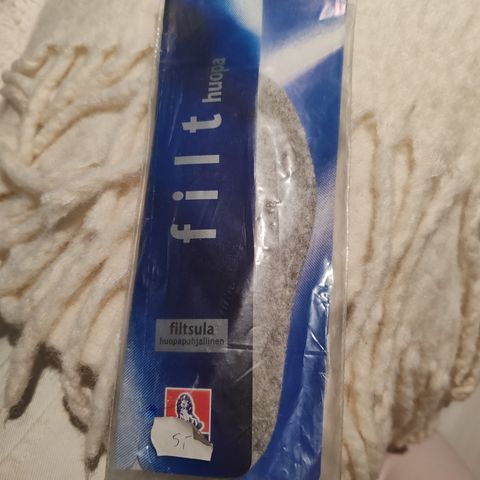 filt huopa
filtsula
huopapohjallinen
5,-